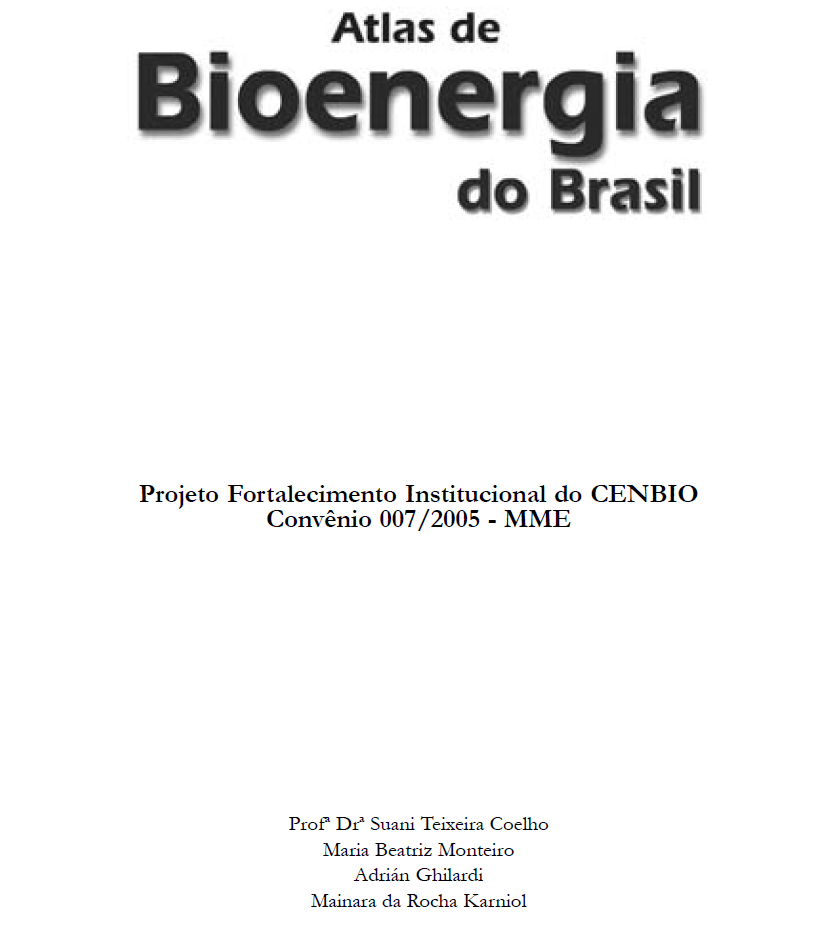 Atlas de
Bioenergia
do Brasil
Projeto Fortalecimento Institucional do CENBIO
Convênio 007/2005 - MME
Profª Drª Suani Teixeira Coelho
Maria Beatriz Monteiro
Adrián Ghilardi
Mainara da Rocha Karniol